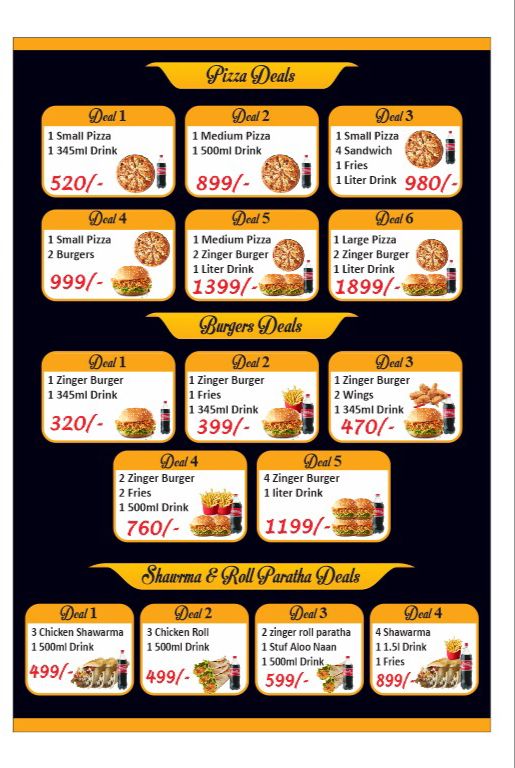 Pizza Deals
Deal 1
1 Small Pizza
1 345ml Drink
520/-
Deal 2
1 Medium Pizza
1 500ml Drink
899/-
Deal 3
1 Small Pizza
4 Sandwich
1 Fries
1 Liter Drink
980/-
Deal 4
1 Small Pizza
2 Burgers
999/-
Deal 5
1 Medium Pizza
2 Zinger Burger
1 Liter Drink
1399/-
Deal 6
1 Large Pizza
2 Zinger Burger
1 Liter Drink
1899/-
Burgers Deals
Deal 1
1 Zinger Burger
1 345ml Drink
320/-
Deal 2
1 Zinger Burger
1 Fries
1 345ml Drink
399/-
Deal 3
1 Zinger Burger
2 Wings
1 345ml Drink
470/-
Deal 4
2 Zinger Burger
2 Fries
1 500ml Drink
760/-
Deal 5
4 Zinger Burger
1 liter Drink
1199/-
Shawrma & Roll Paratha Deals
Deal 1
3 Chicken Shawarma
1 500ml Drink
499/-
Deal 2
3 Chicken Roll
1 500ml Drink
499/-
Deal 3
2 zinger roll paratha
1 Stuf Aloo Naan
1 500ml Drink
599/-
Deal 4
4 Shawarma
1 1.5l Drink
1 Fries
899/-